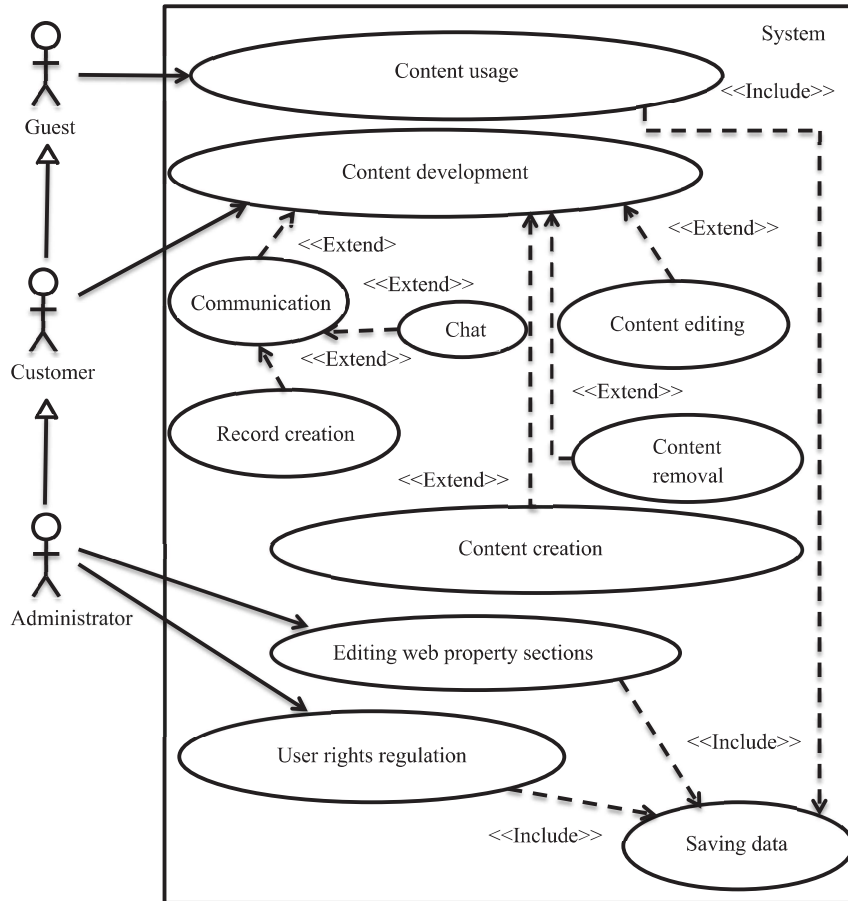 System
Content usage
<<Include>>
Guest
Content development
<<Extend>
<<Extend>>
Communication
<<Extend>>
Chat
Content editing
<<Extend>>
Customer
<<Extend>>
Record creation
Content
removal
<<Extend>>
Content creation
Administrator
Editing web property sections
User rights regulation
<<Include>>
<<Include>>
Saving data